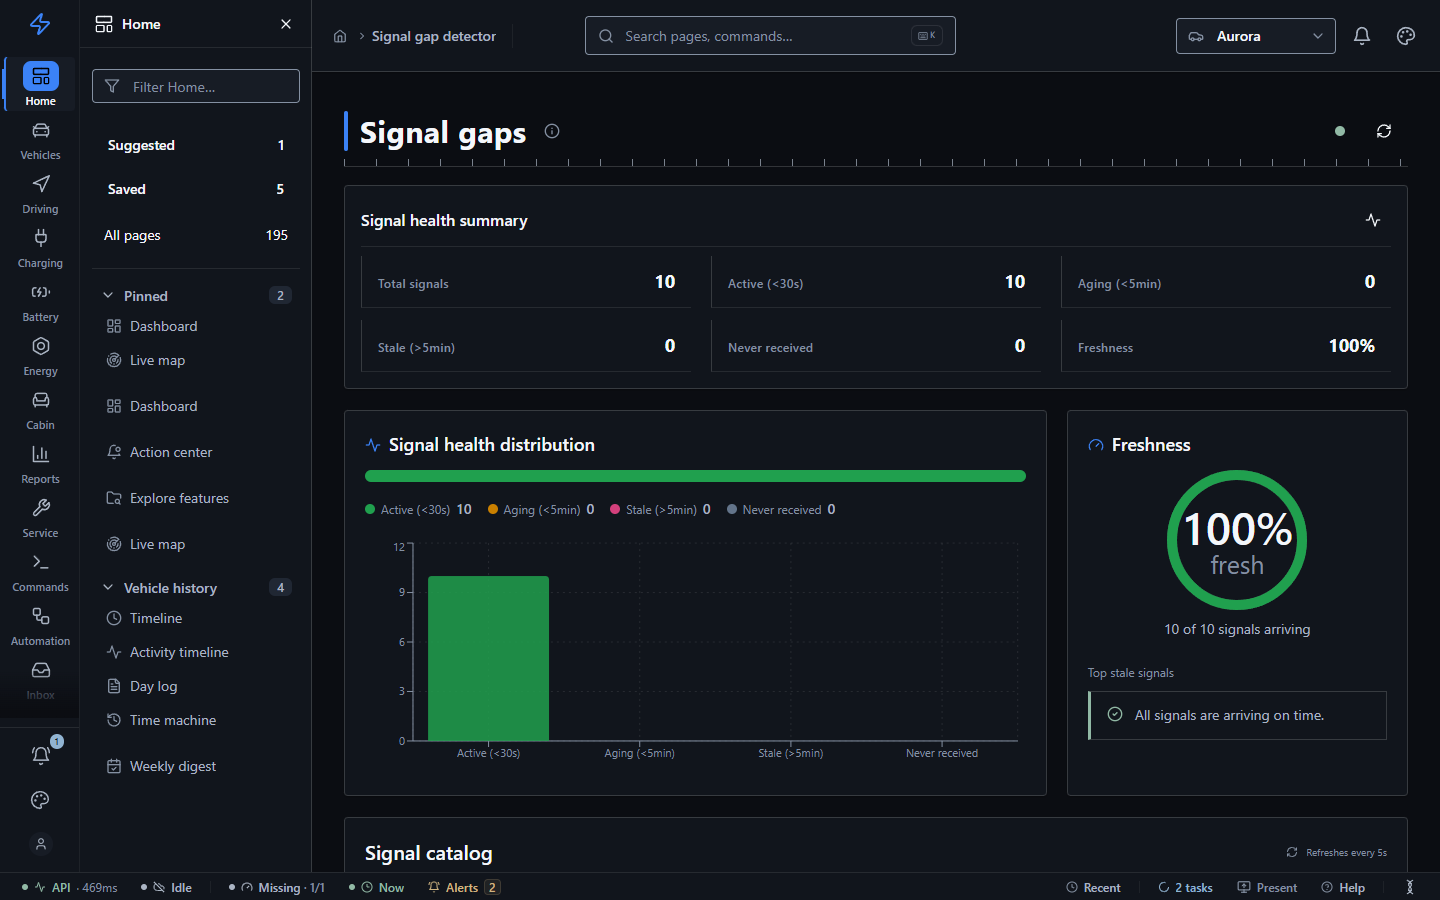 Home
Vehicles
Driving
Charging
Battery
Energy
Cabin
Reports
Service
Commands
Automation
Inbox
1
Home
Filter Home...
Suggested 1
Saved 5
All pages 195
Pinned 2
Dashboard
Live map
Dashboard
Action center
Explore features
Live map
Vehicle history 4
Timeline
Activity timeline
Day log
Time machine
Weekly digest
Signal gap detector
Search pages, commands... K
Aurora
Signal gaps
Signal health summary
Total signals 10
Active (<30s) 10
Aging (<5min) 0
Stale (>5min) 0
Never received 0
Freshness 100%
Signal health distribution
Active (<30s) 10 Aging (<5min) 0 Stale (>5min) 0 Never received 0
12
9
6
3
0
Active (<30s) Aging (<5min) Stale (>5min) Never received
Freshness
100%
fresh
10 of 10 signals arriving
Top stale signals
All signals are arriving on time.
Signal catalog
Refreshes every 5s
API · 469ms Idle Missing · 1/1 Now Alerts 2 Recent 2 tasks Present Help